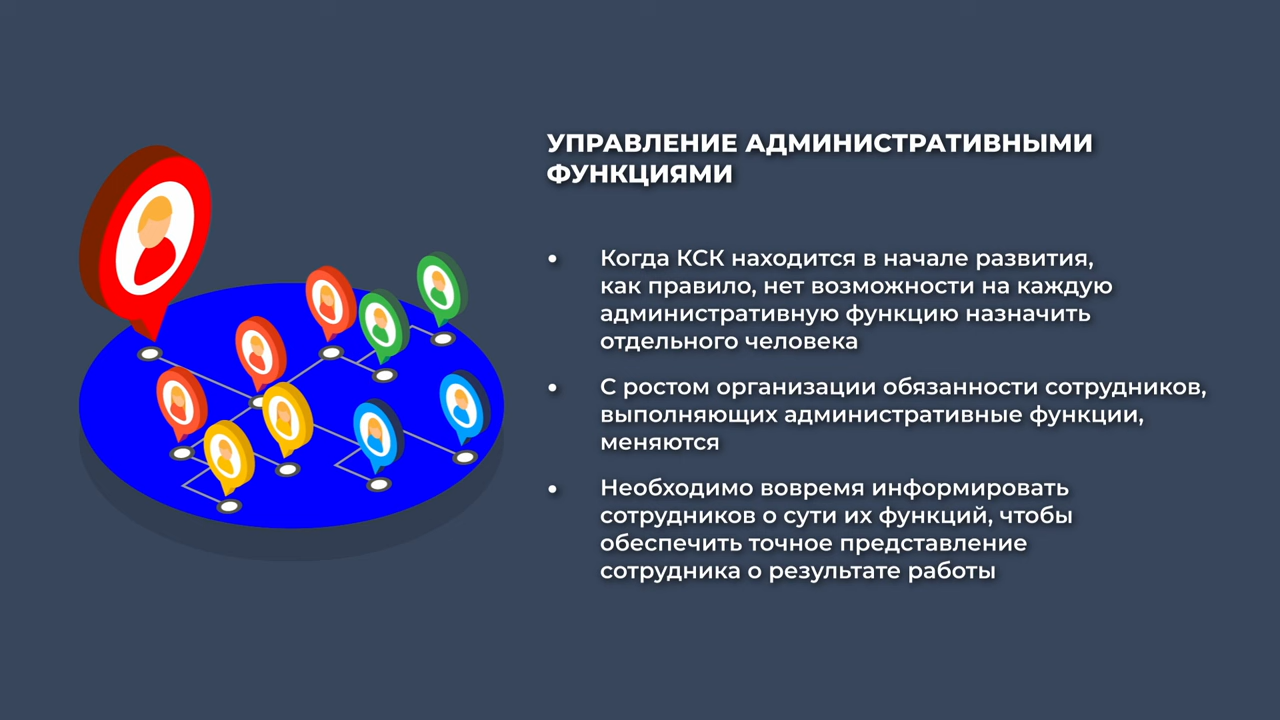 УПРАВЛЕНИЕ АДМИНИСТРАТИВНЫМИ
ФУНКЦИЯМИ
• Когда КСК находится в начале развития,
как правило, нет возможности на каждую
административную функцию назначить
отдельного человека
• С ростом организации обязанности сотрудников,
выполняющих административные функции,
меняются
• Необходимо вовремя информировать
сотрудников о сути их функций, чтобы
обеспечить точное представление
сотрудника о результате работы